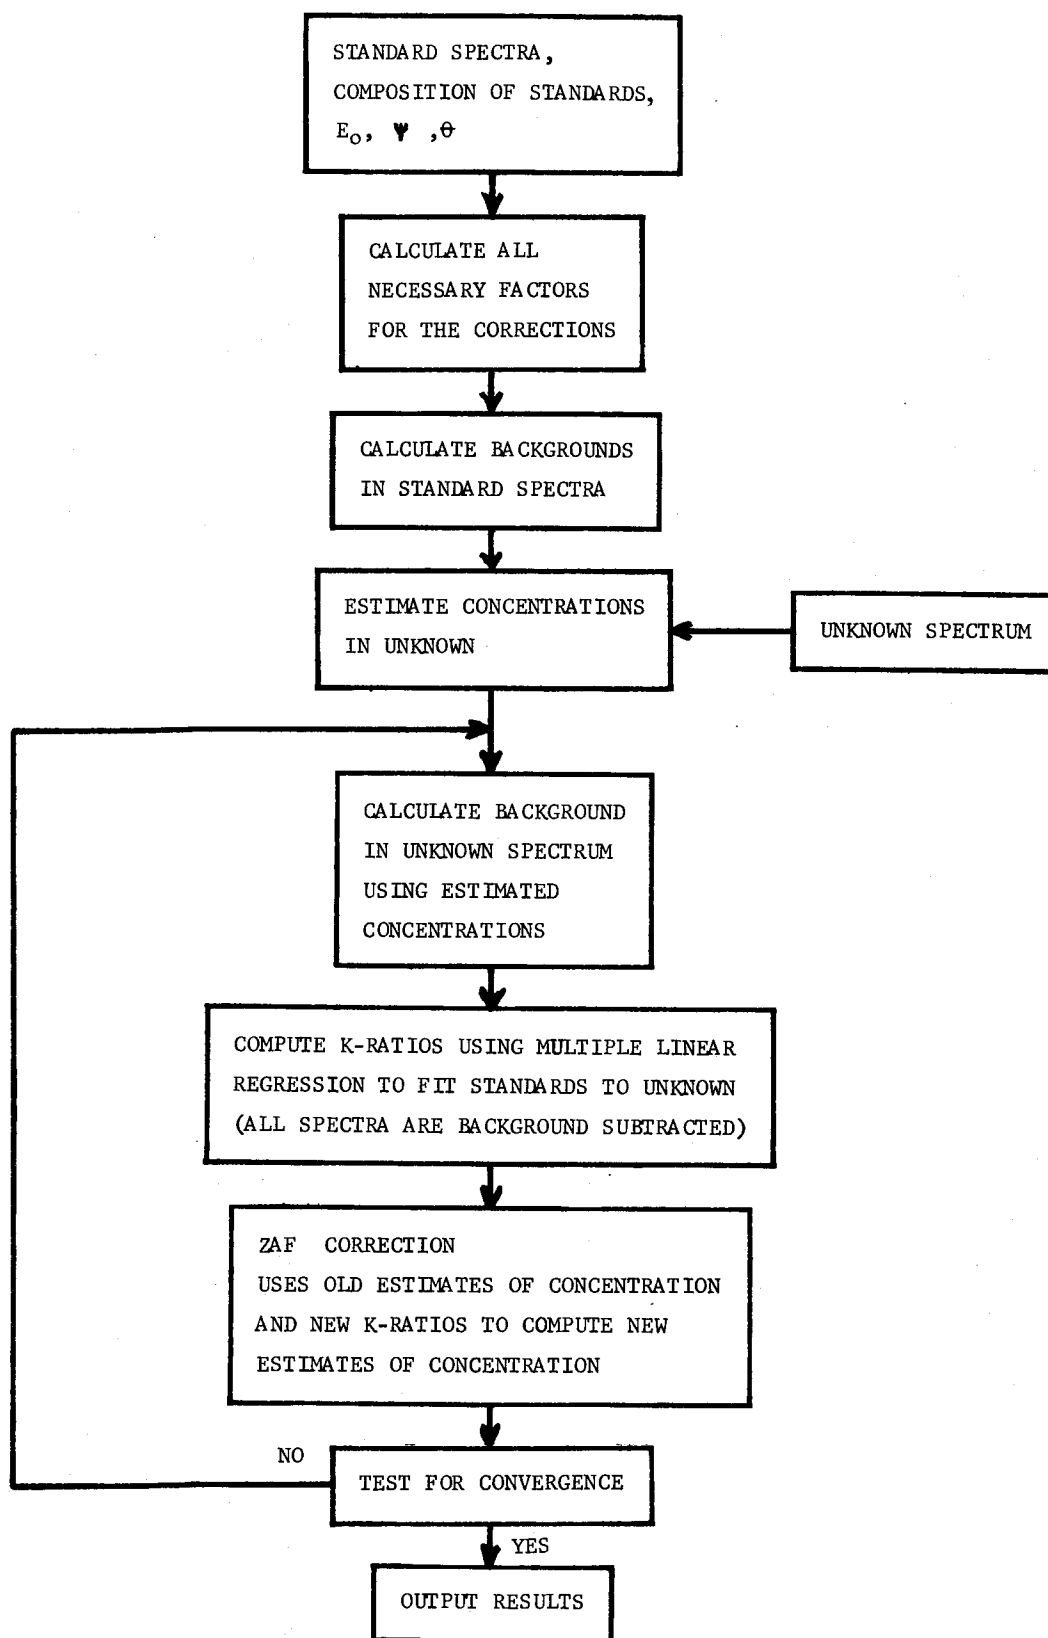 STANDARD SPECTRA,
COMPOSITION OF STANDARDS,
E₀, Ψ ,θ
CALCULATE ALL
NECESSARY FACTORS
FOR THE CORRECTIONS
CALCULATE BACKGROUNDS
IN STANDARD SPECTRA
ESTIMATE CONCENTRATIONS
IN UNKNOWN
UNKNOWN SPECTRUM
CALCULATE BACKGROUND
IN UNKNOWN SPECTRUM
USING ESTIMATED
CONCENTRATIONS
COMPUTE K-RATIOS USING MULTIPLE LINEAR
REGRESSION TO FIT STANDARDS TO UNKNOWN
(ALL SPECTRA ARE BACKGROUND SUBTRACTED)
ZAF CORRECTION
USES OLD ESTIMATES OF CONCENTRATION
AND NEW K-RATIOS TO COMPUTE NEW
ESTIMATES OF CONCENTRATION
NO
TEST FOR CONVERGENCE
YES
OUTPUT RESULTS